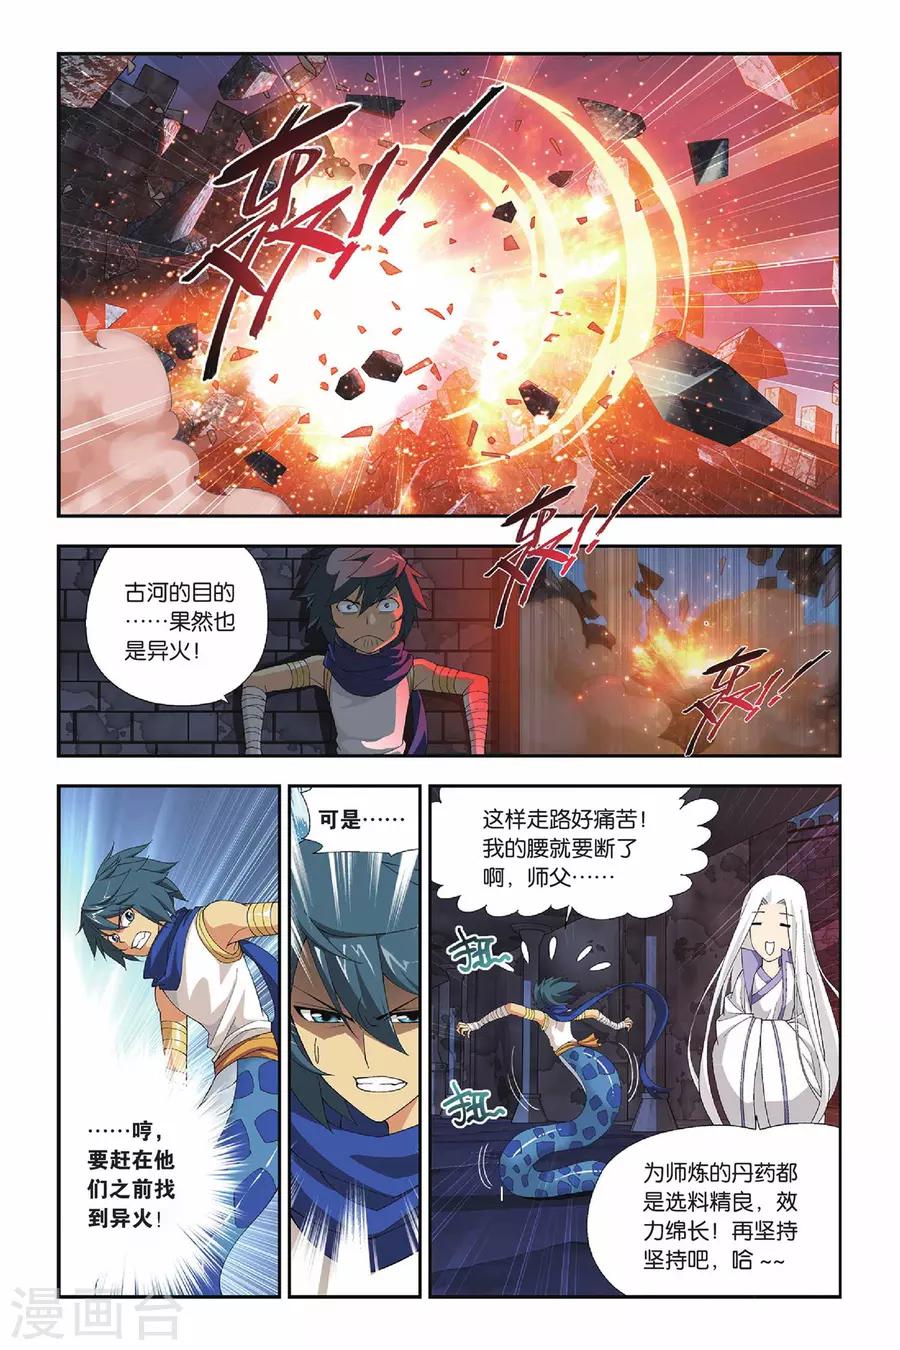 轰!!
轰!!
轰!!
古河的目的
……果然也
是异火！
……哼，
要赶在他
们之前找
到异火！
可是……
这样走路好痛苦！
我的腰就要断了
啊，师父……
扭
扭
为师炼的丹药都
是选料精良，效
力绵长！再坚持
坚持吧，哈~~
漫画台